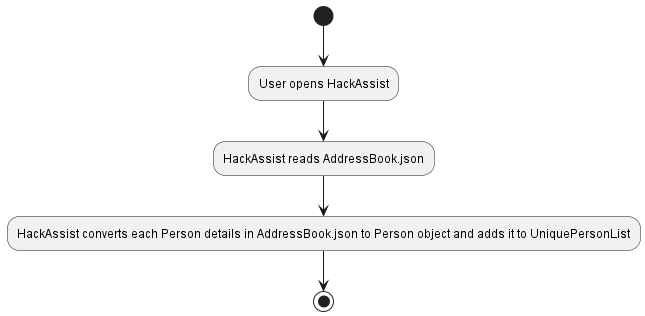 User opens HackAssist
HackAssist reads AddressBook.json
HackAssist converts each Person details in AddressBook.json to Person object and adds it to UniquePersonList